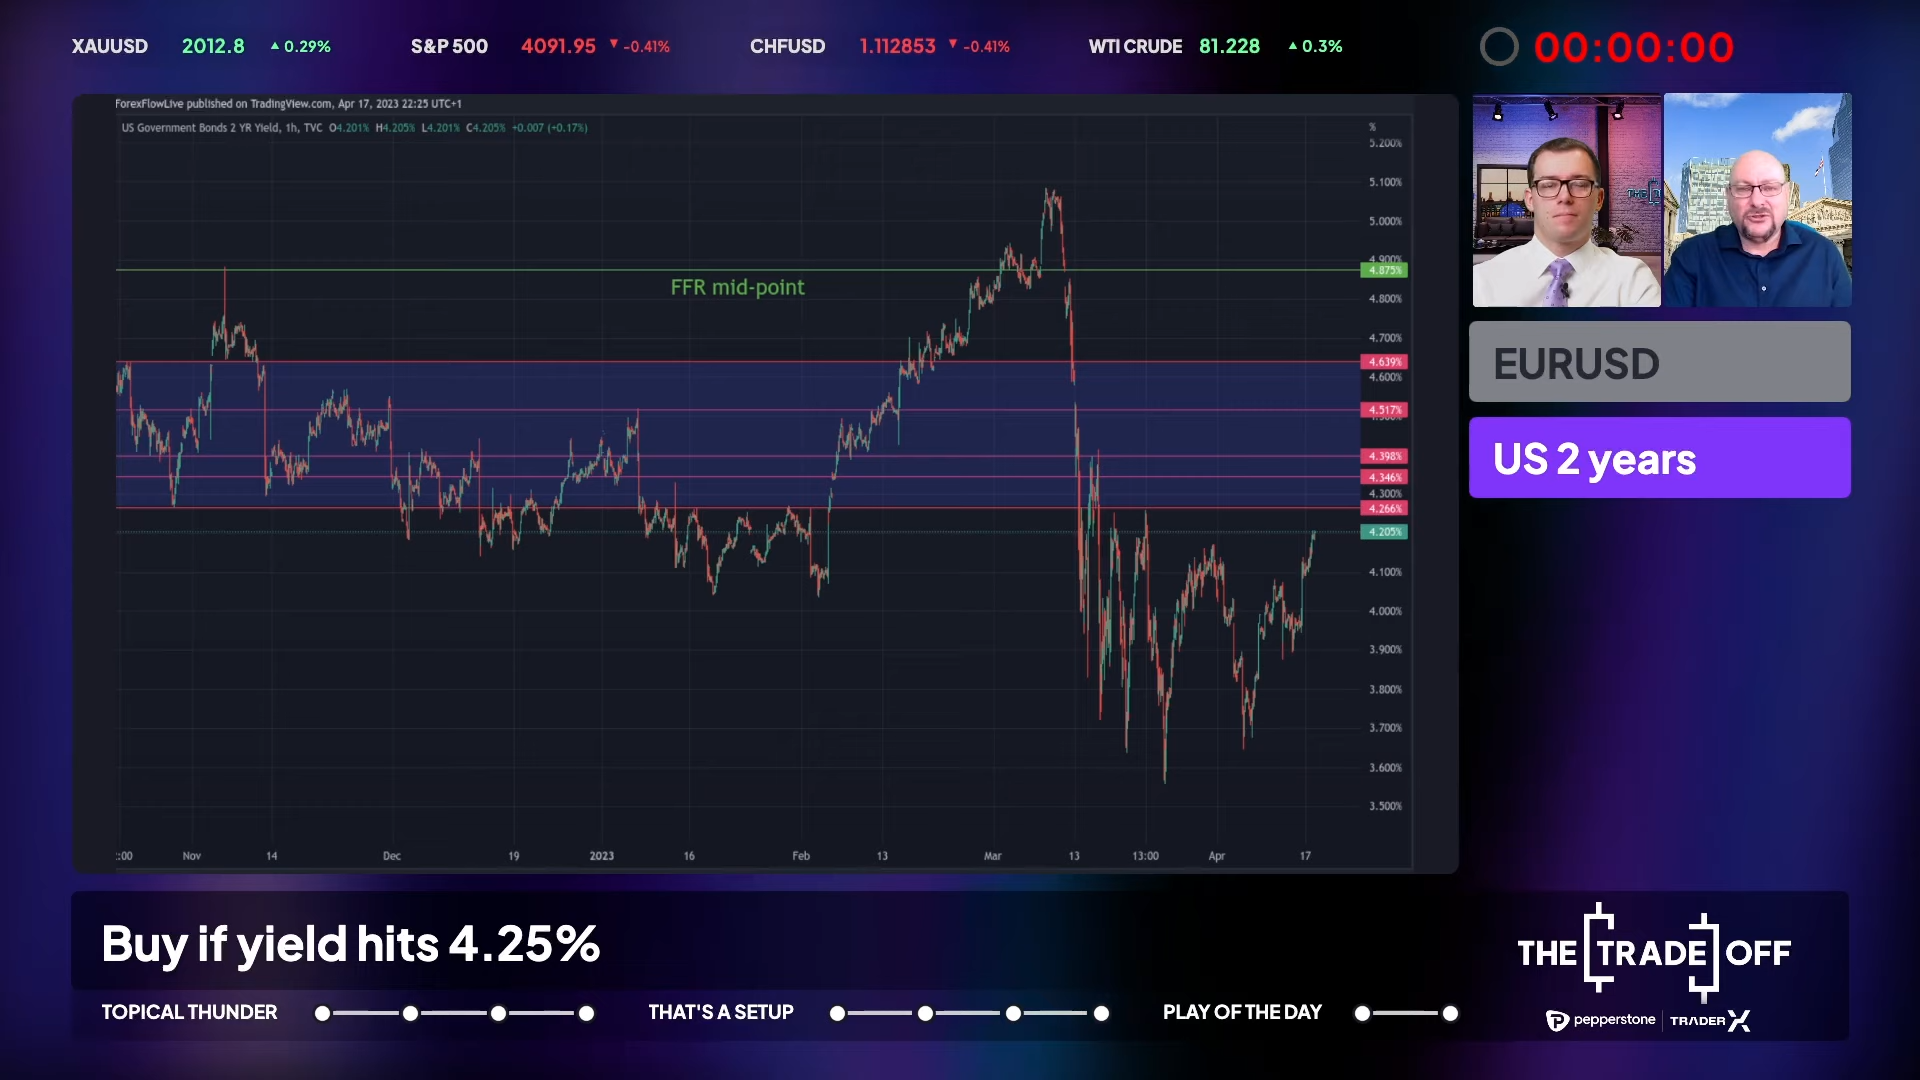 XAUUSD 2012.8 ▲ 0.29% S&P 500 4091.95 ▼ -0.41% CHFUSD 1.112853 ▼ -0.41% WTI CRUDE 81.228 ▲ 0.3% 00:00:00
ForexFlowLive published on TradingView.com, Apr 17, 2023 22:25 UTC+1
US Government Bonds 2 YR Yield, 1h, TVC O4.201% H4.205% L4.201% C4.205% +0.007 (+0.17%)
%
5.200%
5.100%
5.000%
4.900%
4.875%
FFR mid-point
4.800%
4.700%
4.639%
4.600%
4.517%
4.398%
4.346%
4.300%
4.266%
4.205%
4.100%
4.000%
3.900%
3.800%
3.700%
3.600%
3.500%
:00 Nov 14 Dec 19 2023 16 Feb 13 Mar 13 13:00 Apr 17
EURUSD
US 2 years
Buy if yield hits 4.25%
TOPICAL THUNDER THAT'S A SETUP PLAY OF THE DAY
THE TRADE OFF
pepperstone TRADER X